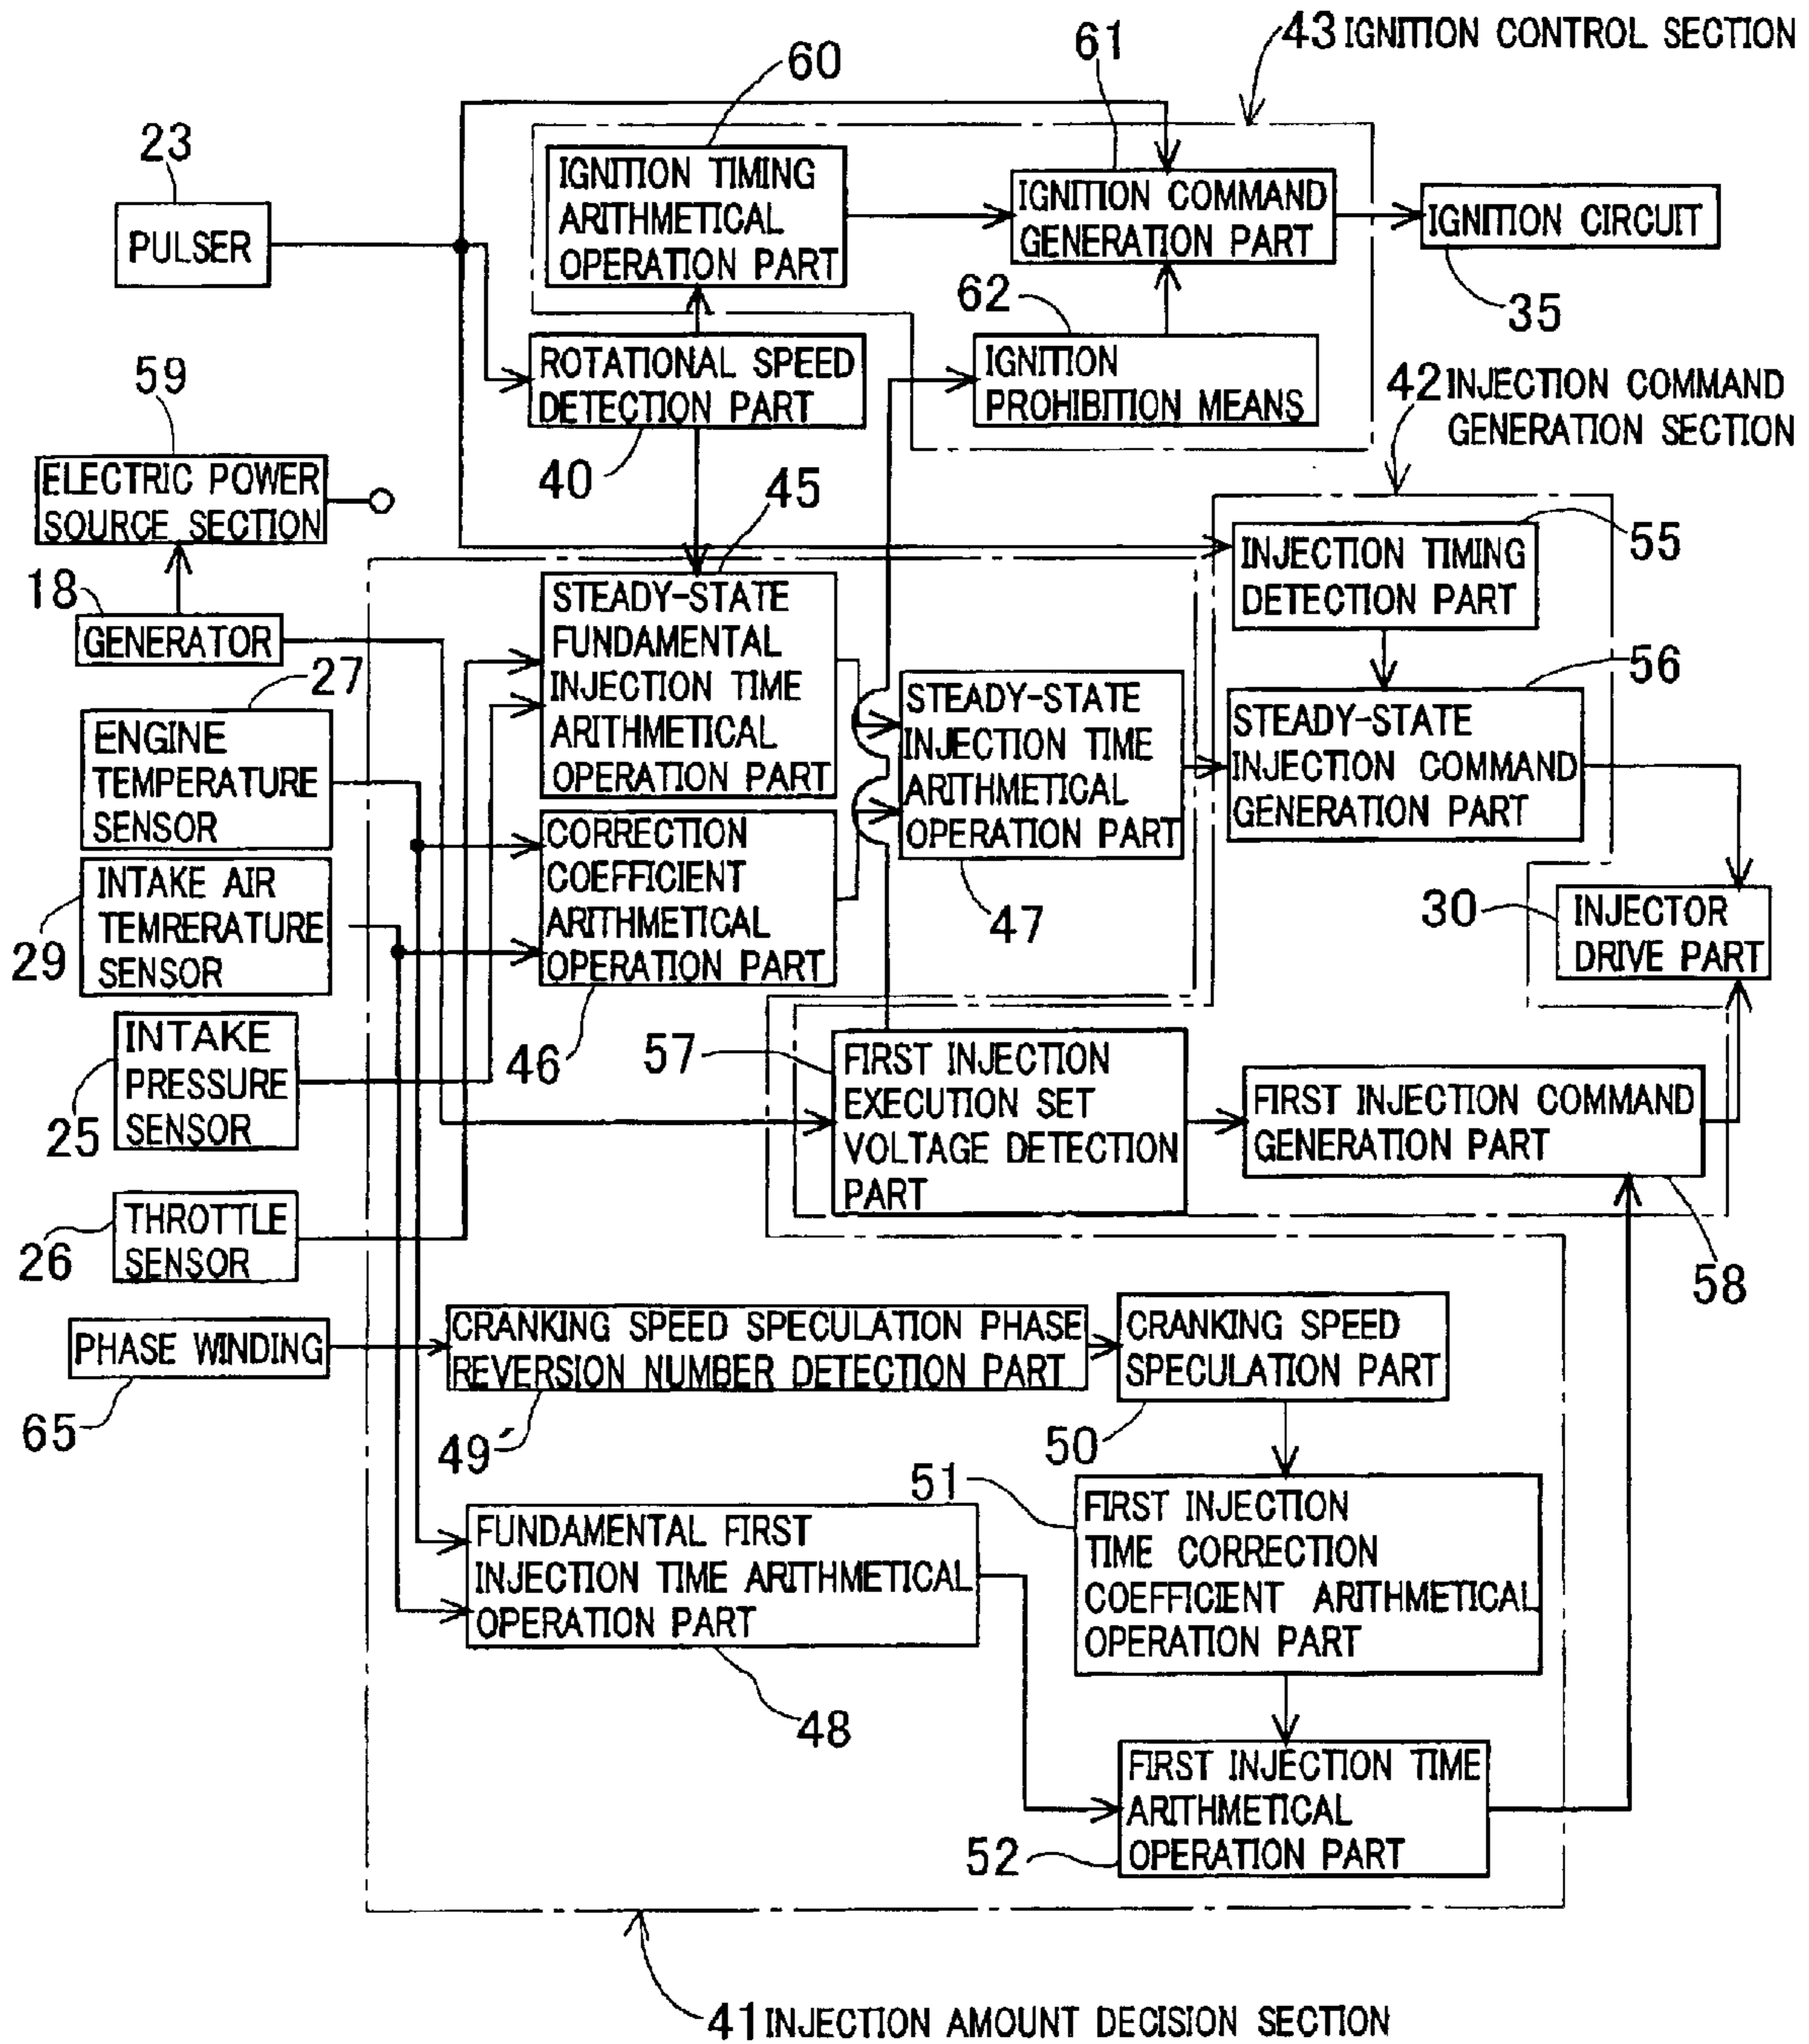 43 IGNITION CONTROL SECTION
61
60
23
IGNITION TIMING
ARITHMETICAL
OPERATION PART
IGNITION COMMAND
GENERATION PART
IGNITION CIRCUIT
PULSER
62
35
ROTATIONAL SPEED
DETECTION PART
IGNITION
PROHIBITION MEANS
59
42 INJECTION COMMAND
GENERATION SECTION
ELECTRIC POWER
SOURCE SECTION
40
45
55
INJECTION TIMING
DETECTION PART
18
GENERATOR
STEADY-STATE
FUNDAMENTAL
INJECTION TIME
ARITHMETICAL
OPERATION PART
27
56
ENGINE
TEMPERATURE
SENSOR
STEADY-STATE
INJECTION TIME
ARITHMETICAL
OPERATION PART
STEADY-STATE
INJECTION COMMAND
GENERATION PART
CORRECTION
COEFFICIENT
ARITHMETICAL
OPERATION PART
47
INTAKE AIR
TEMRERATURE
SENSOR
29
30
INJECTOR
DRIVE PART
INTAKE
PRESSURE
SENSOR
25
46
57
FIRST INJECTION
EXECUTION SET
VOLTAGE DETECTION
PART
FIRST INJECTION COMMAND
GENERATION PART
THROTTLE
SENSOR
26
58
PHASE WINDING
CRANKING SPEED SPECULATION PHASE
REVERSION NUMBER DETECTION PART
CRANKING SPEED
SPECULATION PART
65
49′
50
51
FUNDAMENTAL FIRST
INJECTION TIME ARITHMETICAL
OPERATION PART
FIRST INJECTION
TIME CORRECTION
COEFFICIENT ARITHMETICAL
OPERATION PART
48
FIRST INJECTION TIME
ARITHMETICAL
OPERATION PART
52
41 INJECTION AMOUNT DECISION SECTION